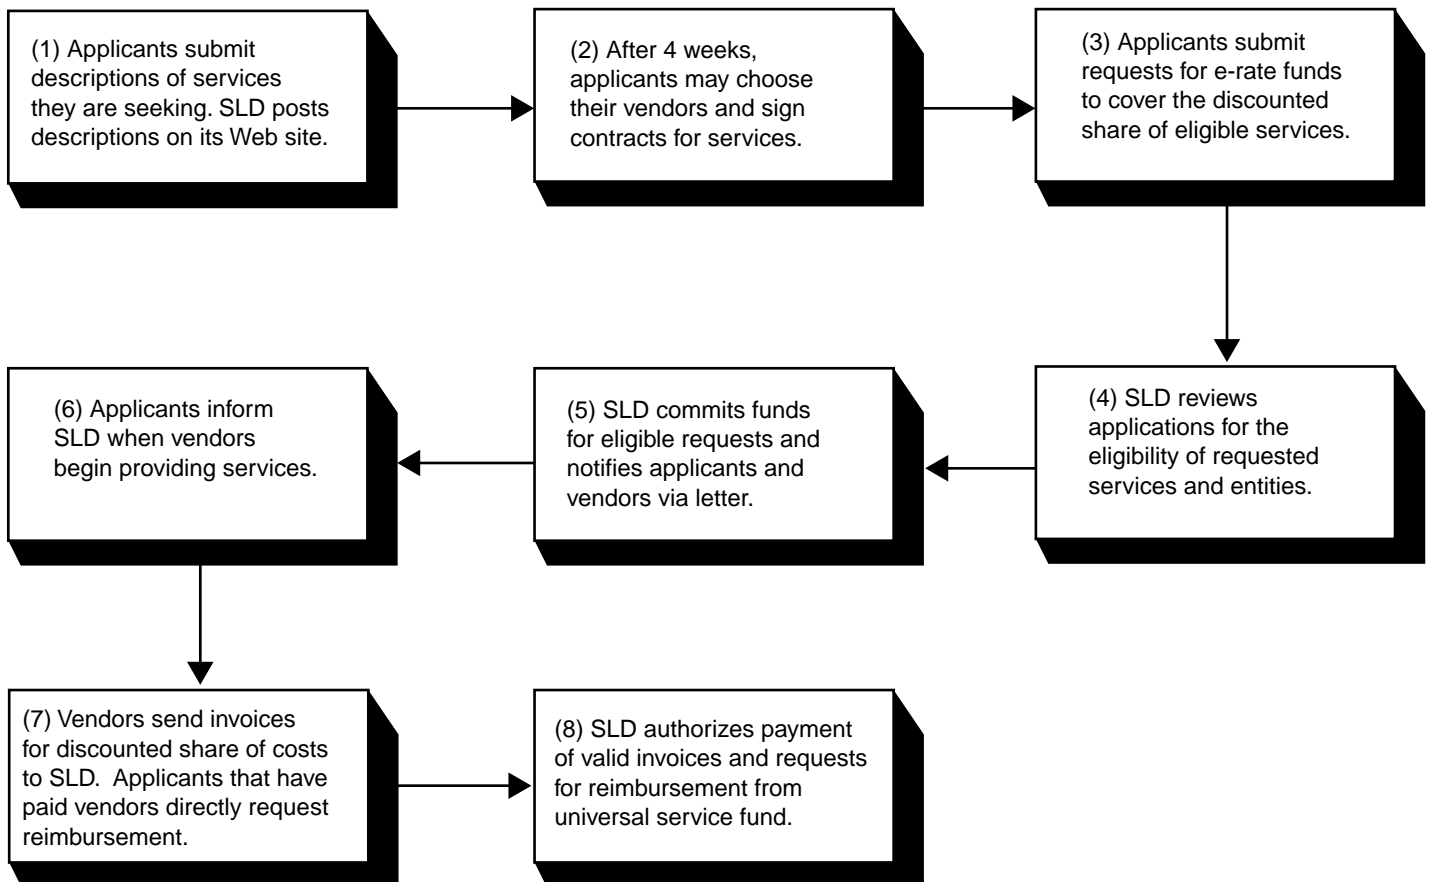 (1) Applicants submit
descriptions of services
they are seeking. SLD posts
descriptions on its Web site.
(2) After 4 weeks,
applicants may choose
their vendors and sign
contracts for services.
(3) Applicants submit
requests for e-rate funds
to cover the discounted
share of eligible services.
(4) SLD reviews
applications for the
eligibility of requested
services and entities.
(5) SLD commits funds
for eligible requests and
notifies applicants and
vendors via letter.
(6) Applicants inform
SLD when vendors
begin providing services.
(7) Vendors send invoices
for discounted share of costs
to SLD.  Applicants that have
paid vendors directly request
reimbursement.
(8) SLD authorizes payment
of valid invoices and requests
for reimbursement from
universal service fund.